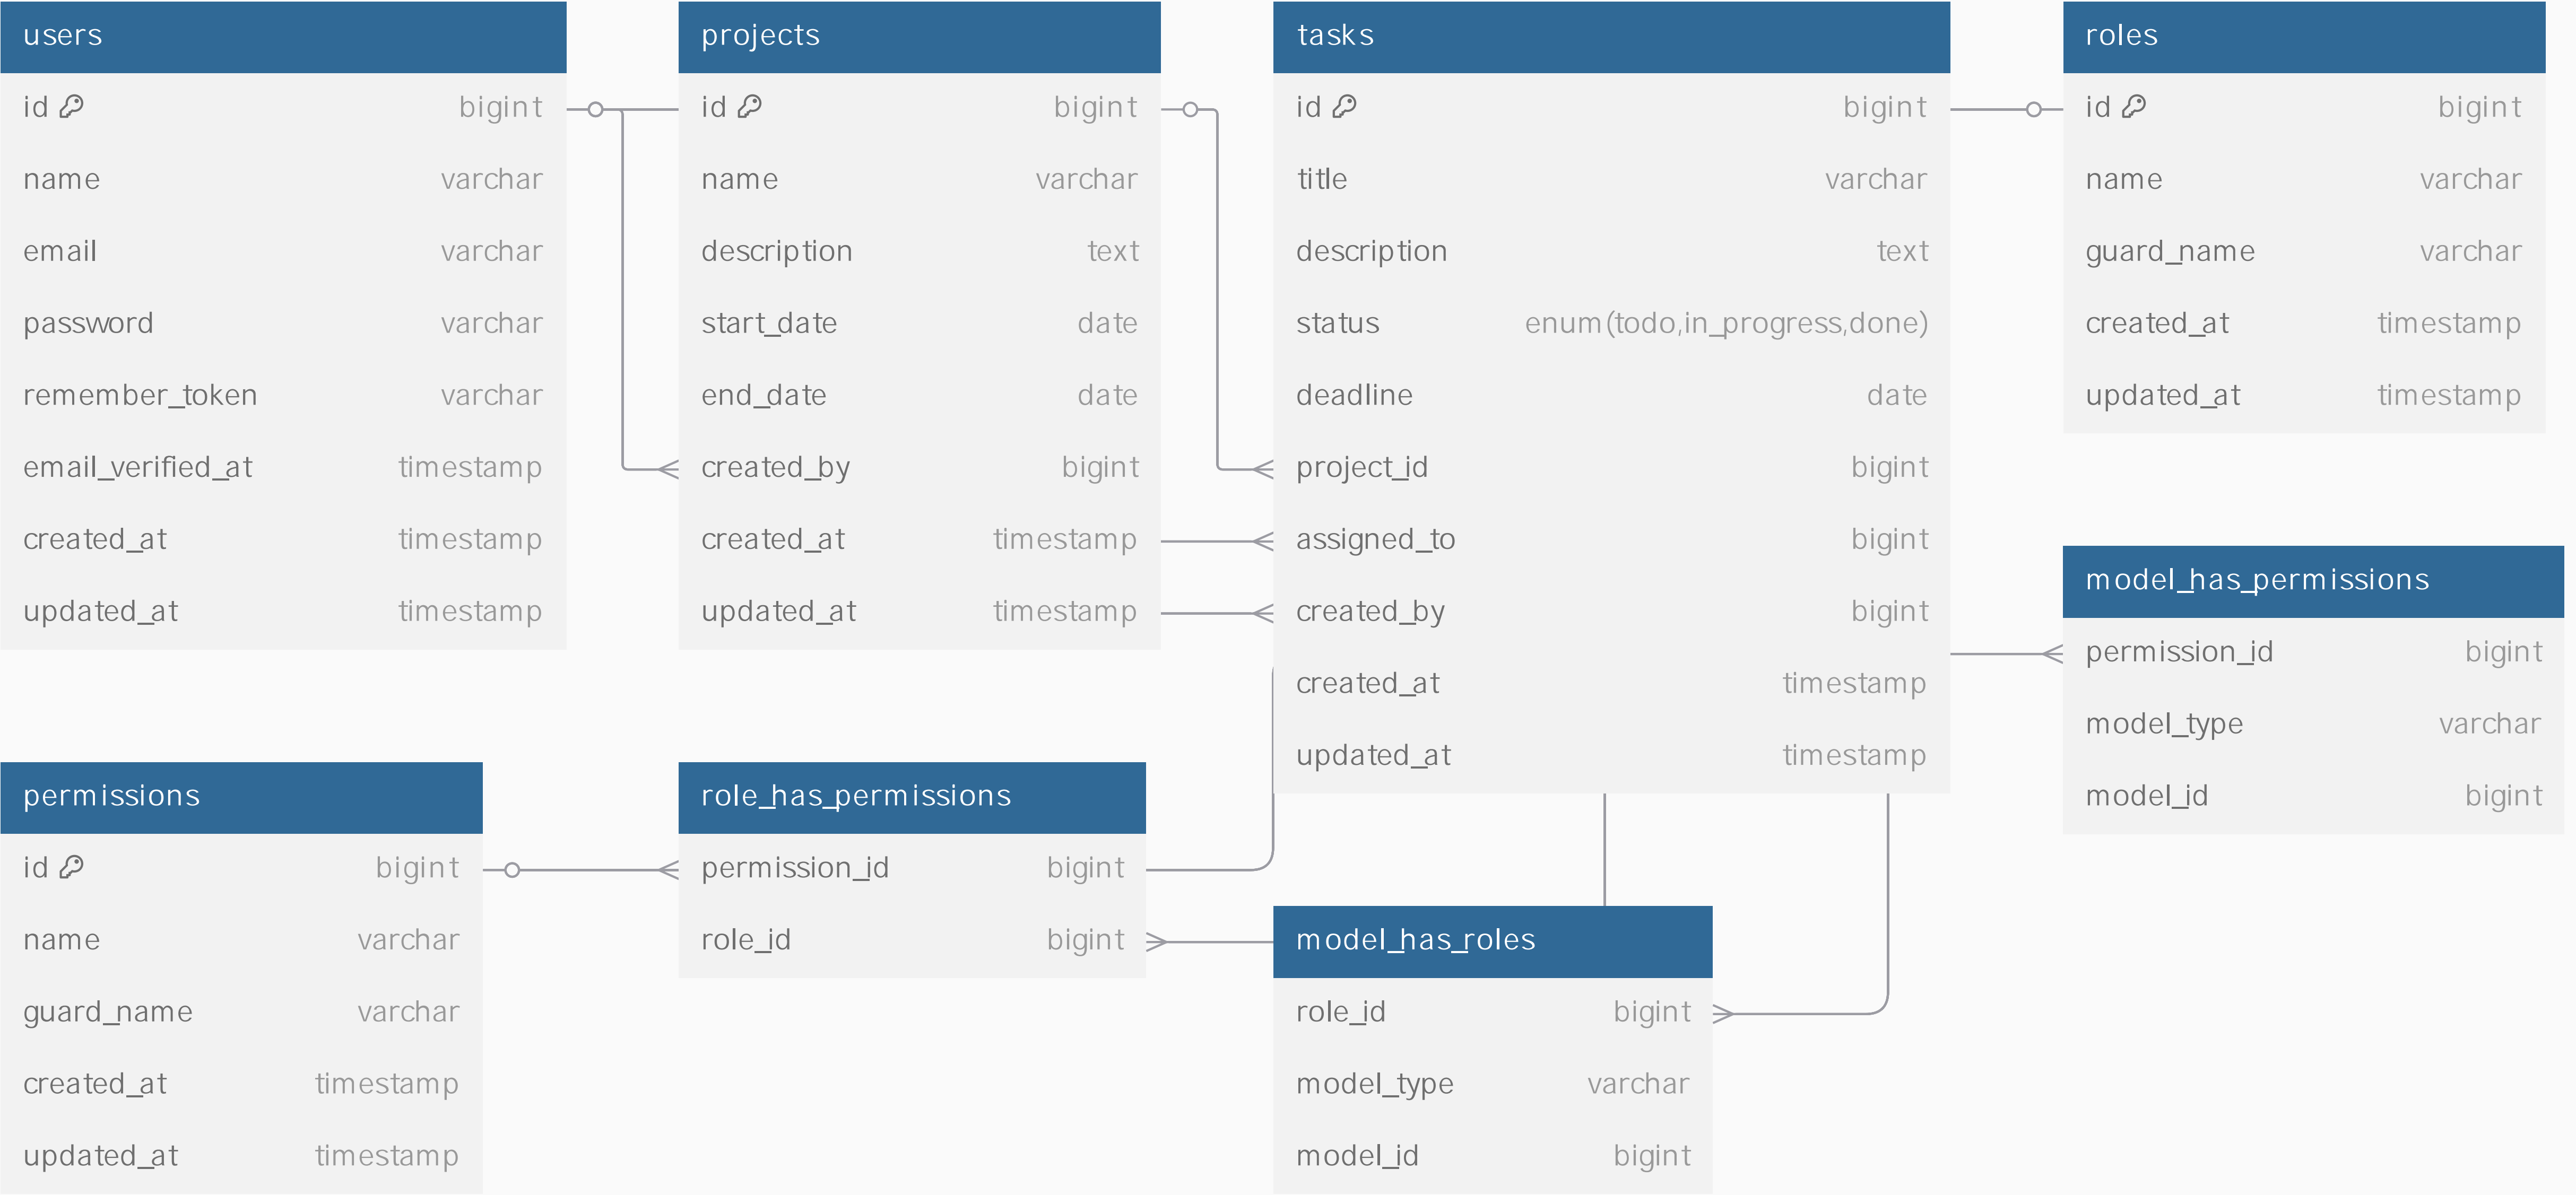 users
id bigint
name varchar
email varchar
password varchar
remember_token varchar
email_verified_at timestamp
created_at timestamp
updated_at timestamp
projects
id bigint
name varchar
description text
start_date date
end_date date
created_by bigint
created_at timestamp
updated_at timestamp
tasks
id bigint
title varchar
description text
status enum(todo,in_progress,done)
deadline date
project_id bigint
assigned_to bigint
created_by bigint
created_at timestamp
updated_at timestamp
roles
id bigint
name varchar
guard_name varchar
created_at timestamp
updated_at timestamp
model_has_permissions
permission_id bigint
model_type varchar
model_id bigint
permissions
id bigint
name varchar
guard_name varchar
created_at timestamp
updated_at timestamp
role_has_permissions
permission_id bigint
role_id bigint
model_has_roles
role_id bigint
model_type varchar
model_id bigint